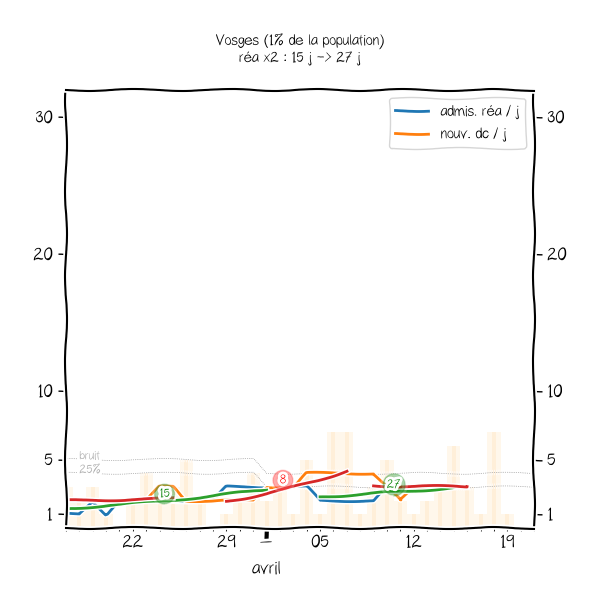 Vosges (1% de la population)
réa x2 : 15 j -> 27 j
admis. réa / j
nouv. dc / j
30 30
20 20
10 10
5 5
1 1
bruit
25%
15
8
27
22 29 05 12 19
avril